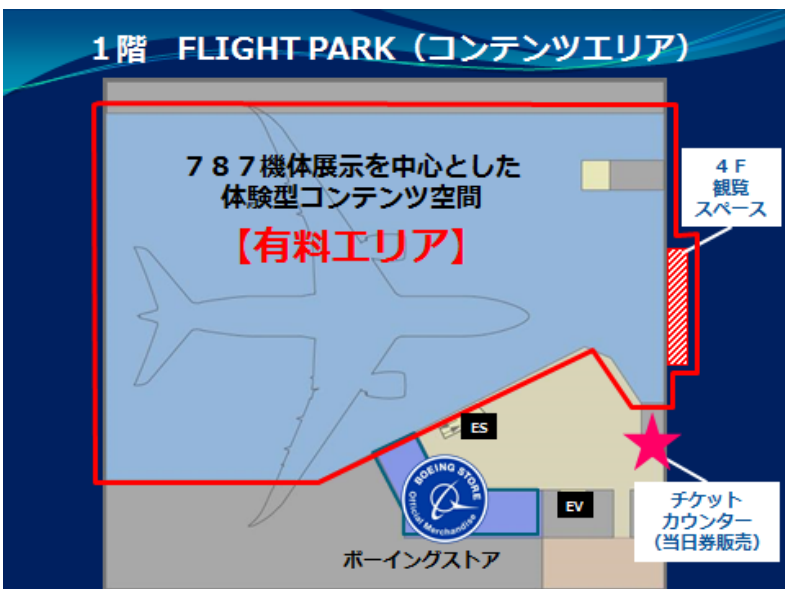 １階　FLIGHT PARK（コンテンツエリア）
７８７機体展示を中心とした
体験型コンテンツ空間
【有料エリア】
４Ｆ
観覧
スペース
ES
BOEING STORE
Official Merchandise
EV
ボーイングストア
チケット
カウンター
（当日券販売）